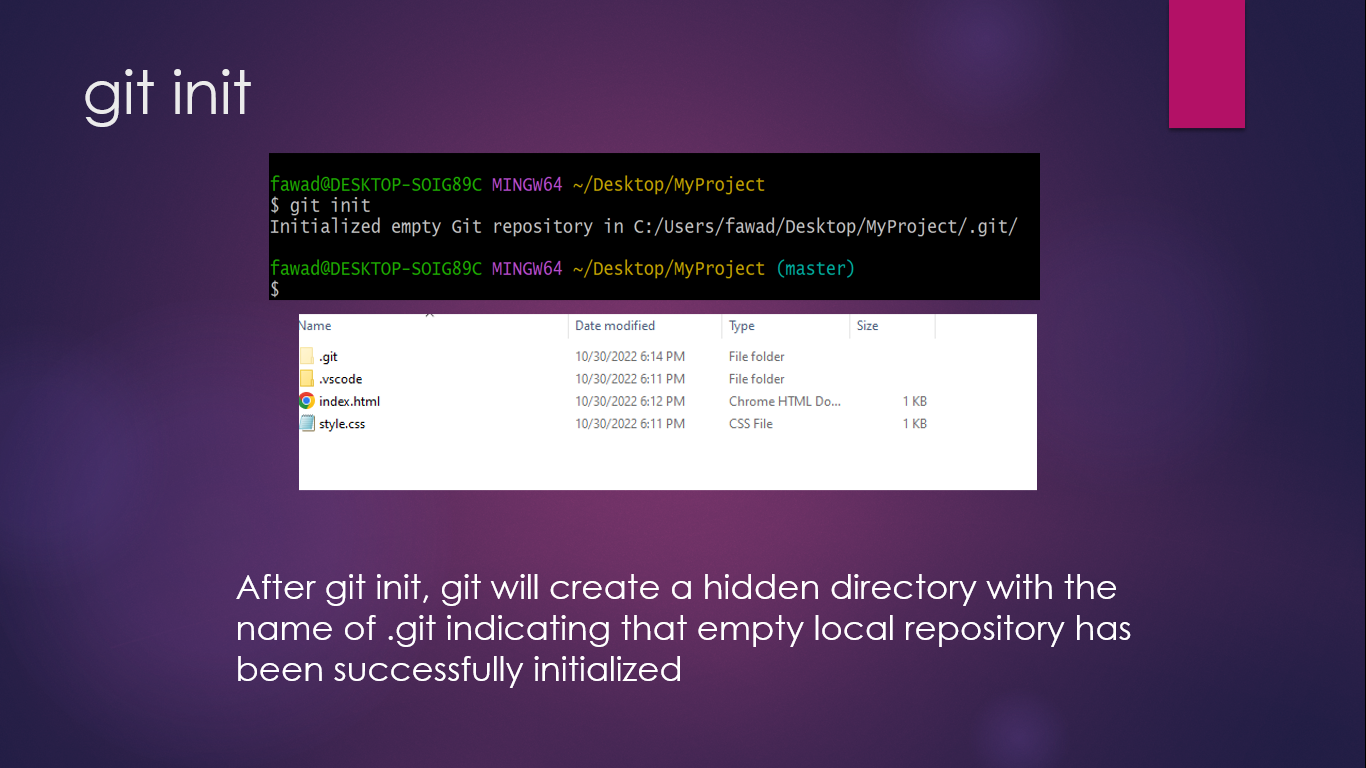 git init
fawad@DESKTOP-SOIG89C MINGW64 ~/Desktop/MyProject
$ git init
Initialized empty Git repository in C:/Users/fawad/Desktop/MyProject/.git/
fawad@DESKTOP-SOIG89C MINGW64 ~/Desktop/MyProject (master)
$
Name Date modified Type Size
.git 10/30/2022 6:14 PM File folder
.vscode 10/30/2022 6:11 PM File folder
index.html 10/30/2022 6:12 PM Chrome HTML Do... 1 KB
style.css 10/30/2022 6:11 PM CSS File 1 KB
After git init, git will create a hidden directory with the
name of .git indicating that empty local repository has
been successfully initialized